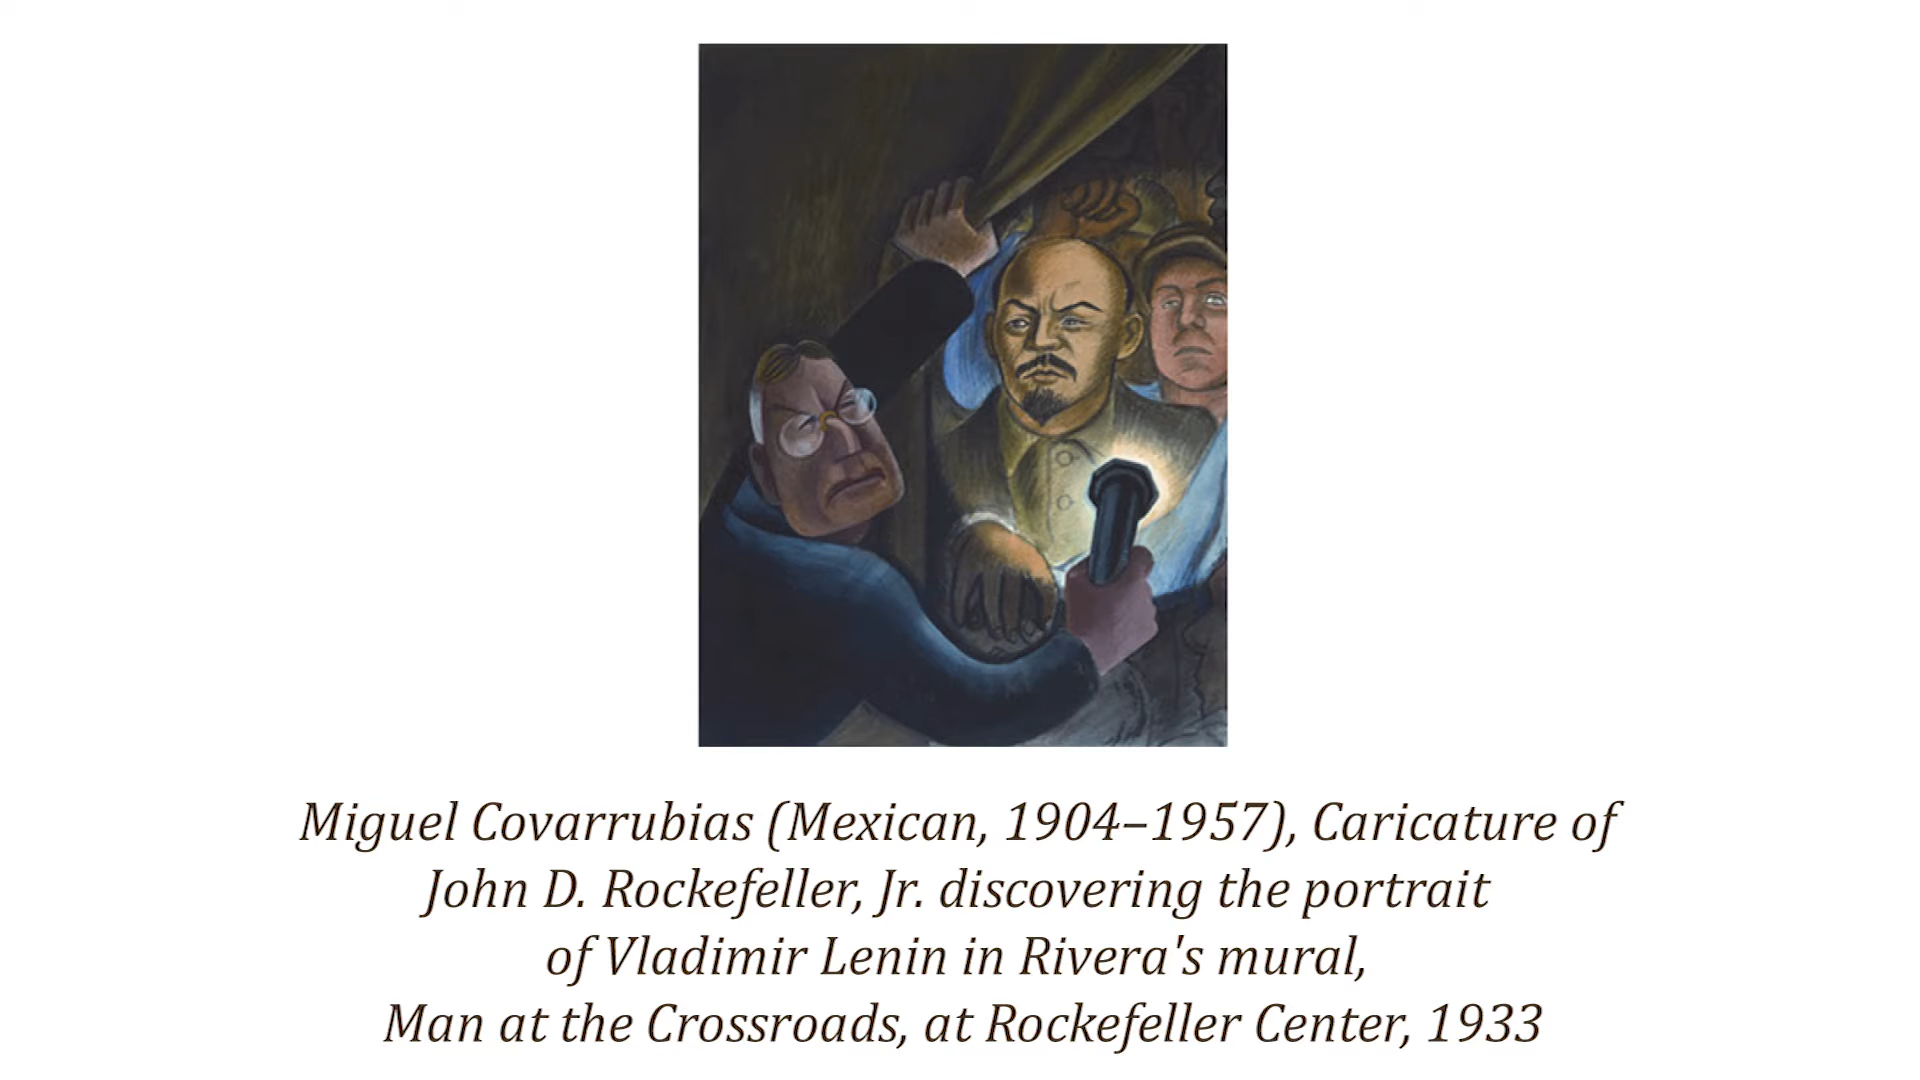 Miguel Covarrubias (Mexican, 1904–1957), Caricature of
John D. Rockefeller, Jr. discovering the portrait
of Vladimir Lenin in Rivera's mural,
Man at the Crossroads, at Rockefeller Center, 1933